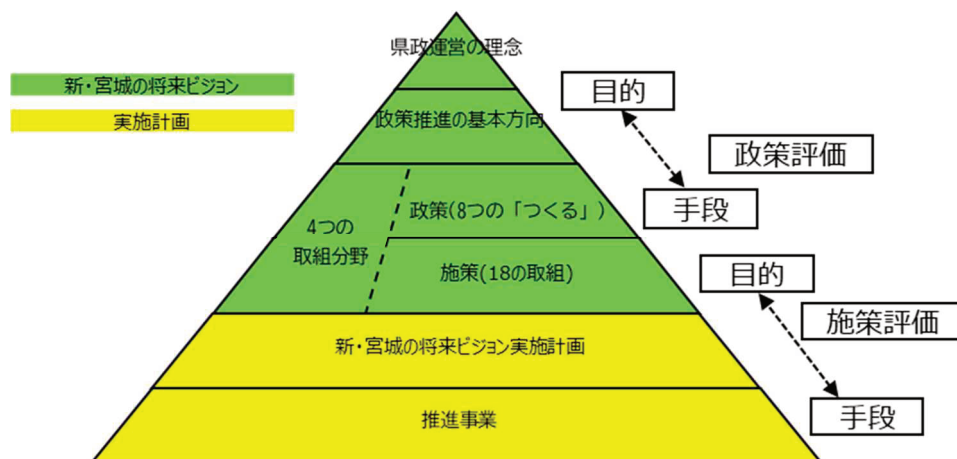 県政運営の理念
新・宮城の将来ビジョン
実施計画
政策推進の基本方向
4つの
取組分野
政策(8つの「つくる」)
施策(18の取組)
新・宮城の将来ビジョン実施計画
推進事業
目的
政策評価
手段
目的
施策評価
手段